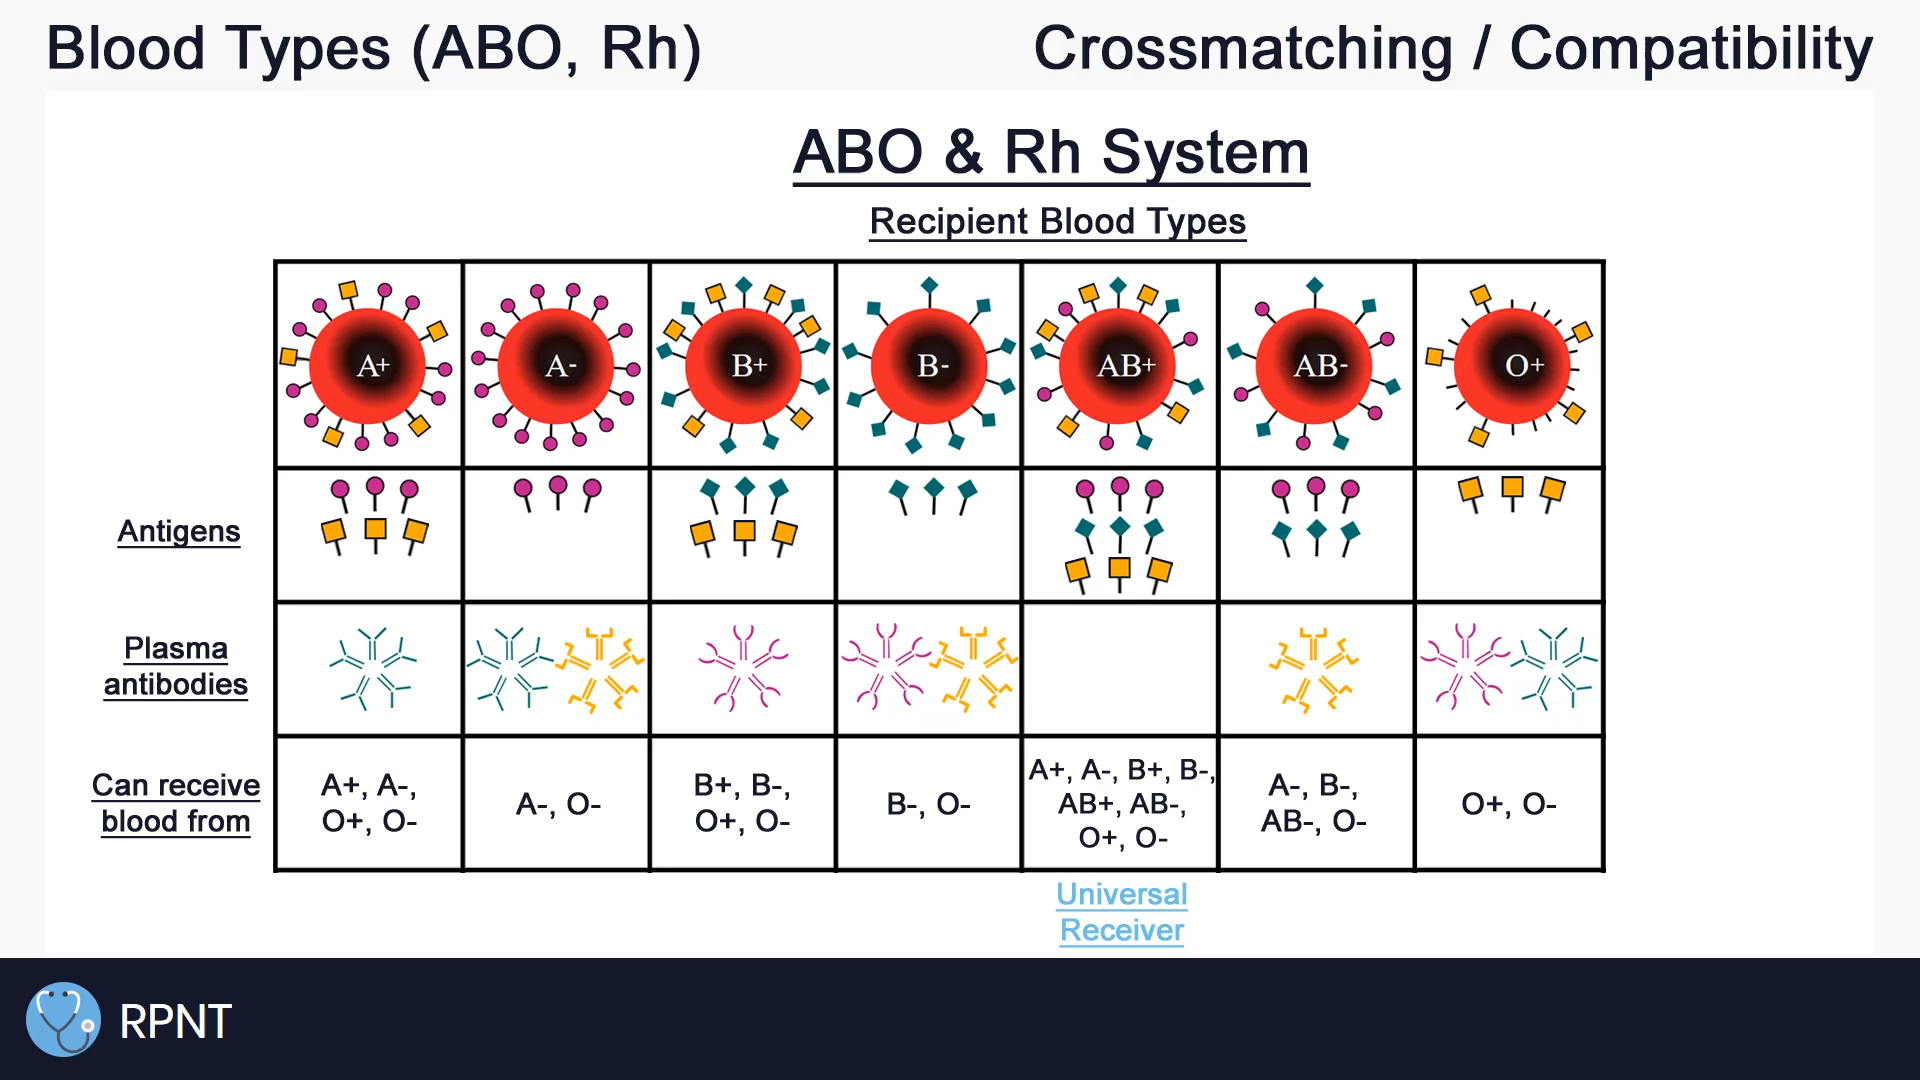 Blood Types (ABO, Rh)
Crossmatching / Compatibility
ABO & Rh System
Recipient Blood Types
A+
A-
B+
B-
AB+
AB-
O+
Antigens
Plasma
antibodies
Can receive
blood from
A+, A-,
O+, O-
A-, O-
B+, B-,
O+, O-
B-, O-
A+, A-, B+, B-,
AB+, AB-,
O+, O-
A-, B-,
AB-, O-
O+, O-
Universal
Receiver
RPNT